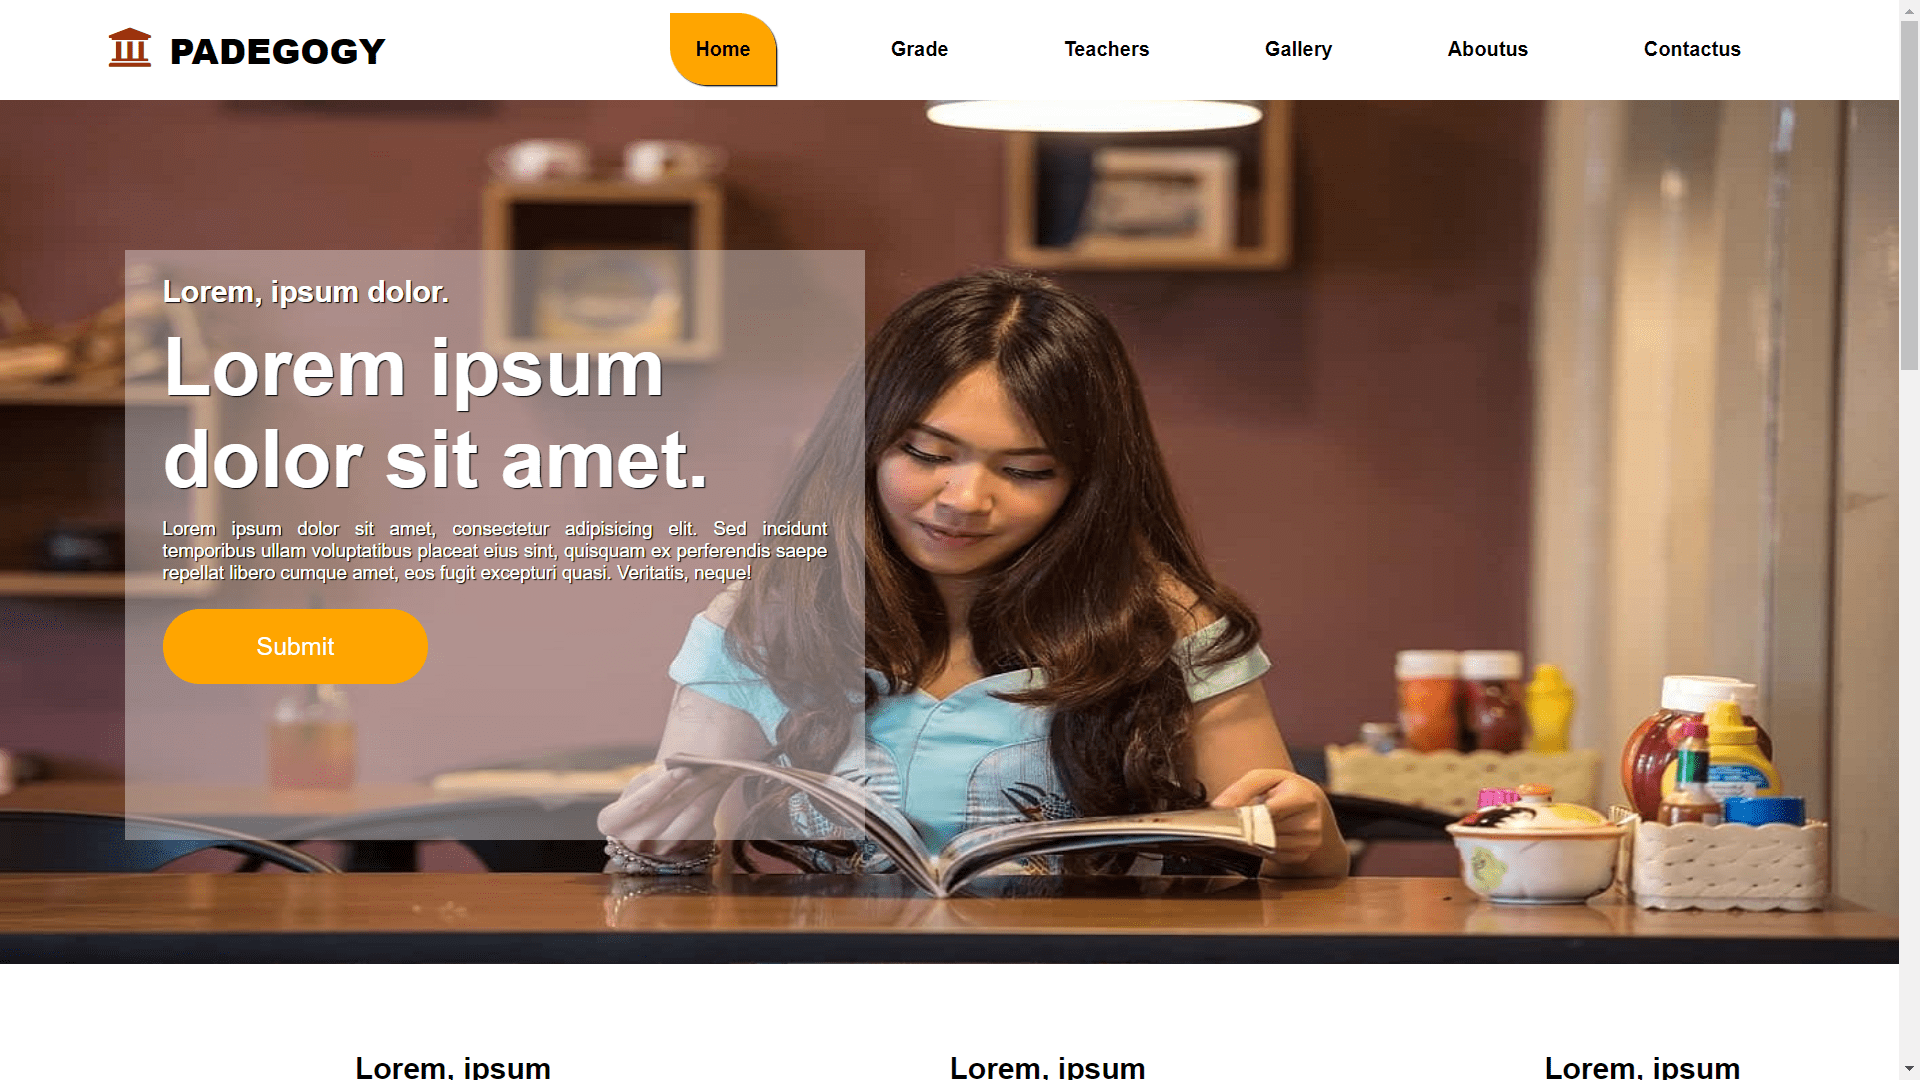 PADEGOGY
Home
Grade
Teachers
Gallery
Aboutus
Contactus
Lorem, ipsum dolor.
Lorem ipsum
dolor sit amet.
Lorem ipsum dolor sit amet, consectetur adipisicing elit. Sed incidunt
temporibus ullam voluptatibus placeat eius sint, quisquam ex perferendis saepe
repellat libero cumque amet, eos fugit excepturi quasi. Veritatis, neque!
Submit
Lorem, ipsum
Lorem, ipsum
Lorem, ipsum